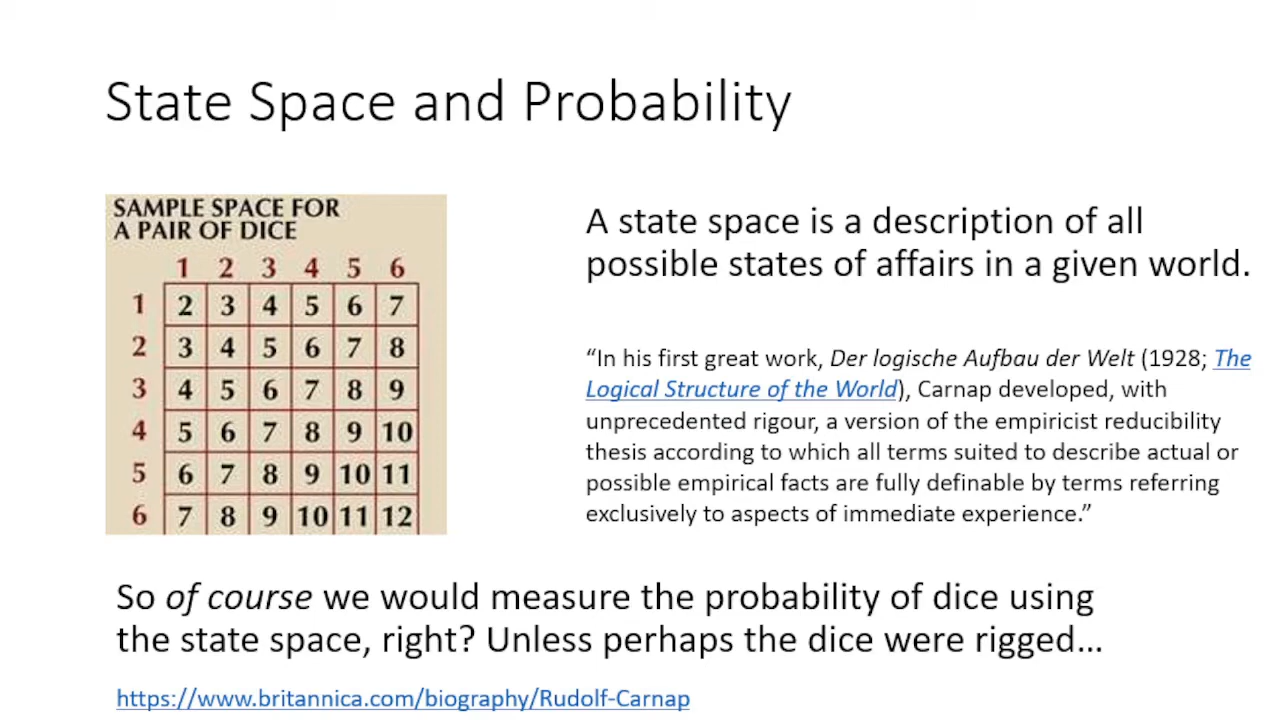 State Space and Probability
SAMPLE SPACE FOR
A PAIR OF DICE
1 2 3 4 5 6
1 2 3 4 5 6 7
2 3 4 5 6 7 8
3 4 5 6 7 8 9
4 5 6 7 8 9 10
5 6 7 8 9 10 11
6 7 8 9 10 11 12
A state space is a description of all
possible states of affairs in a given world.
“In his first great work, Der logische Aufbau der Welt (1928; The
Logical Structure of the World), Carnap developed, with
unprecedented rigour, a version of the empiricist reducibility
thesis according to which all terms suited to describe actual or
possible empirical facts are fully definable by terms referring
exclusively to aspects of immediate experience.”
So of course we would measure the probability of dice using
the state space, right? Unless perhaps the dice were rigged…
https://www.britannica.com/biography/Rudolf-Carnap